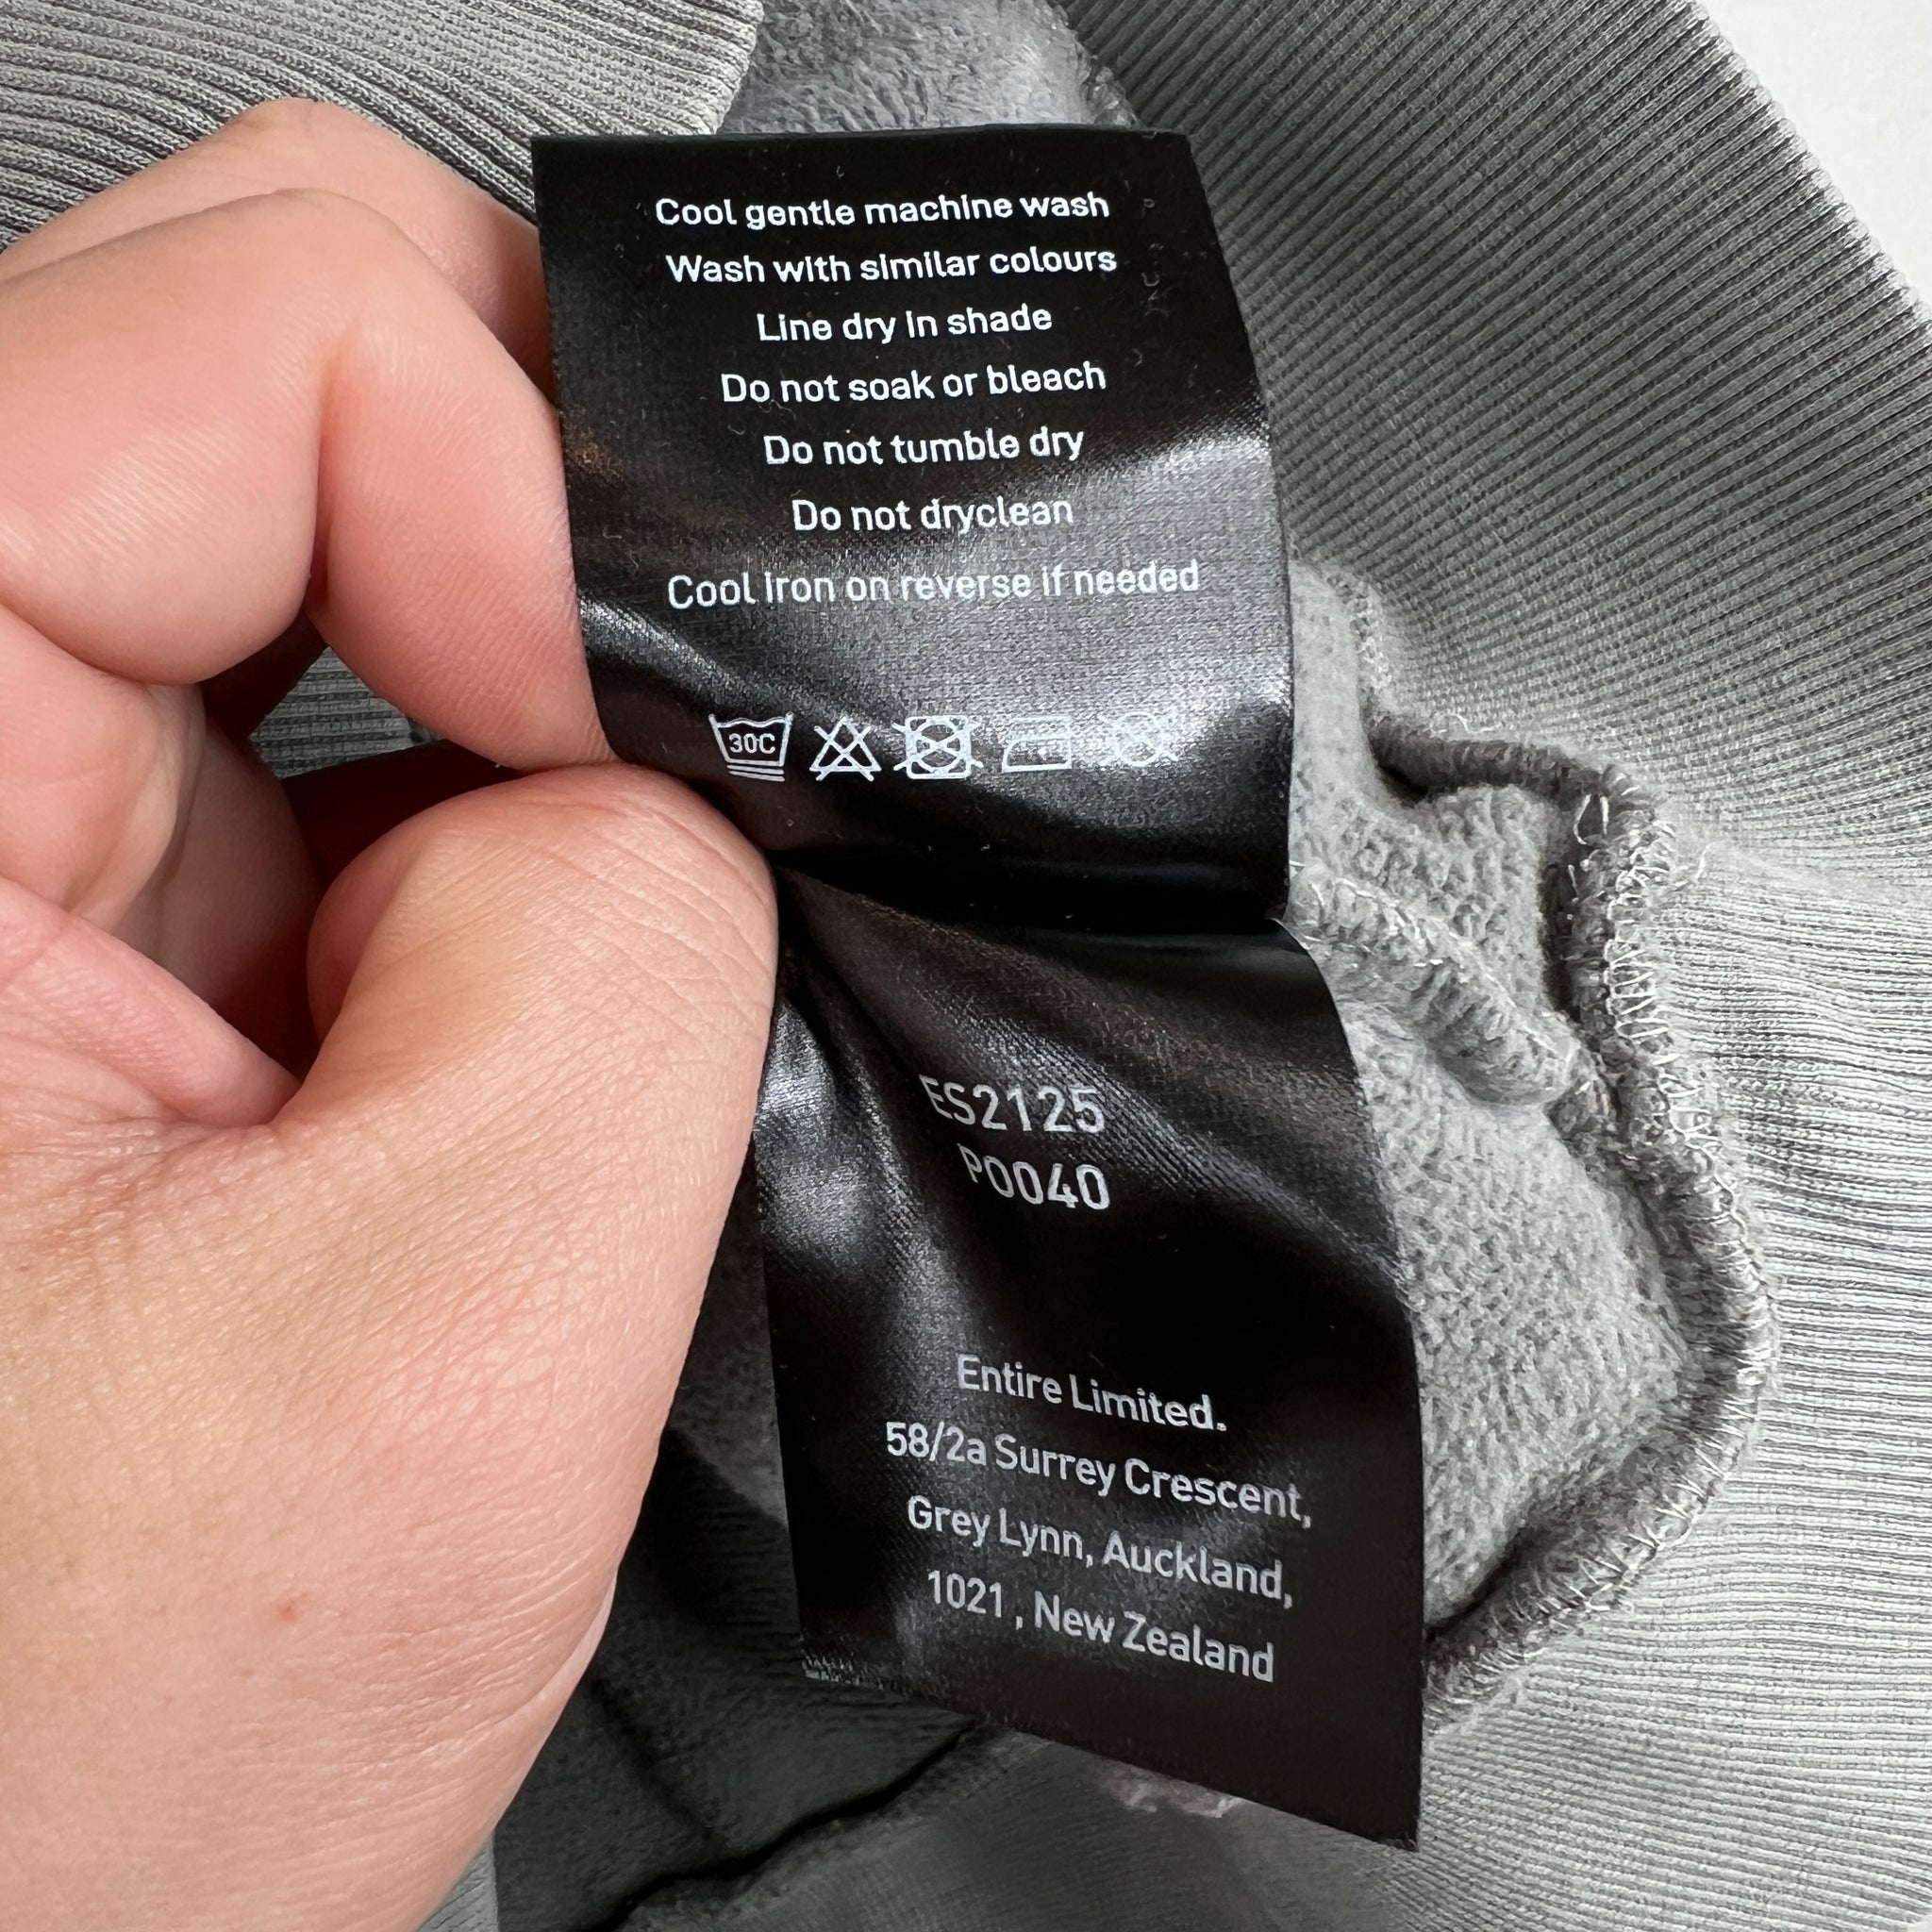 Cool gentle machine wash
Wash with similar colours
Line dry in shade
Do not soak or bleach
Do not tumble dry
Do not dryclean
Cool Iron on reverse if needed
30C
ES2125
P0040
Entire Limited.
58/2a Surrey Crescent,
Grey Lynn, Auckland,
1021 , New Zealand